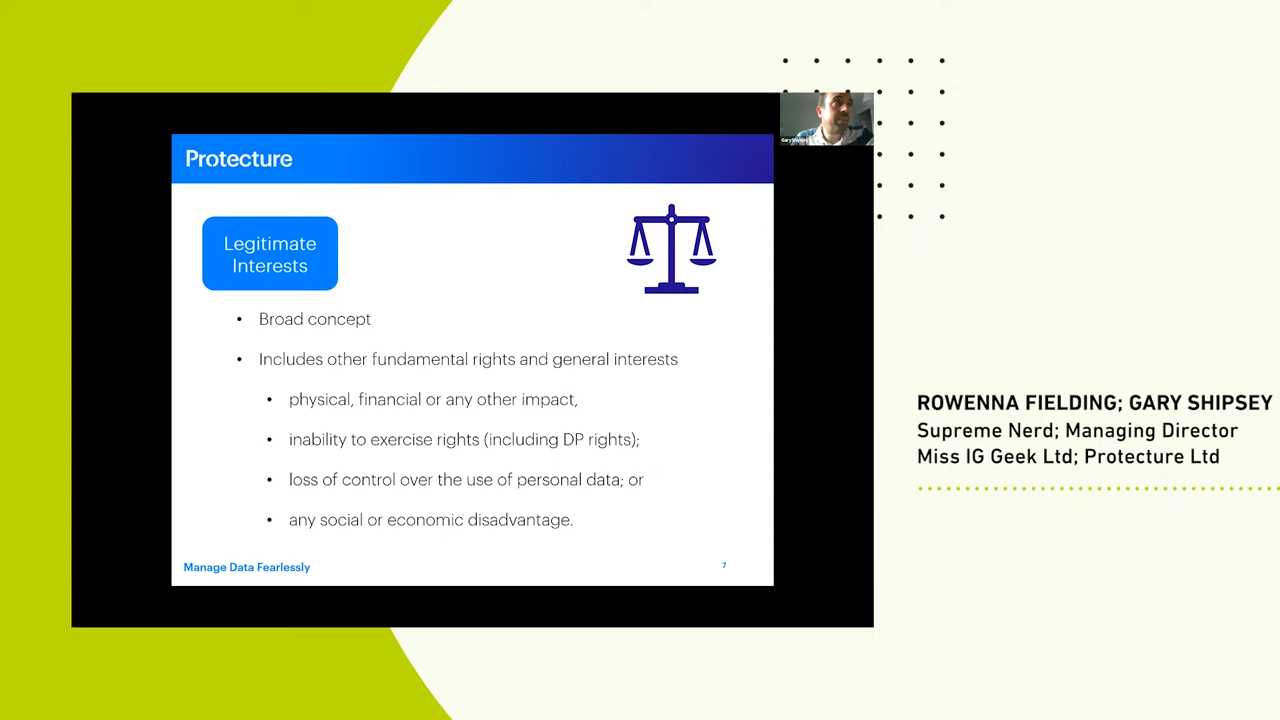 Protecture
Legitimate
Interests
• Broad concept
• Includes other fundamental rights and general interests
• physical, financial or any other impact,
• inability to exercise rights (including DP rights);
• loss of control over the use of personal data; or
• any social or economic disadvantage.
Manage Data Fearlessly
7
Gary Shipsey
ROWENNA FIELDING; GARY SHIPSEY
Supreme Nerd; Managing Director
Miss IG Geek Ltd; Protecture Ltd